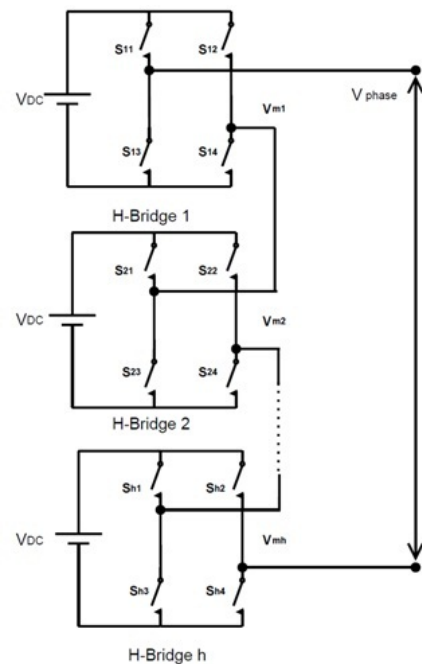 S11 S12
VDC
Vm1
V phase
S13 S14
H-Bridge 1
S21 S22
VDC
Vm2
S23 S24
H-Bridge 2
Sh1 Sh2
VDC
Vmh
Sh3 Sh4
H-Bridge h